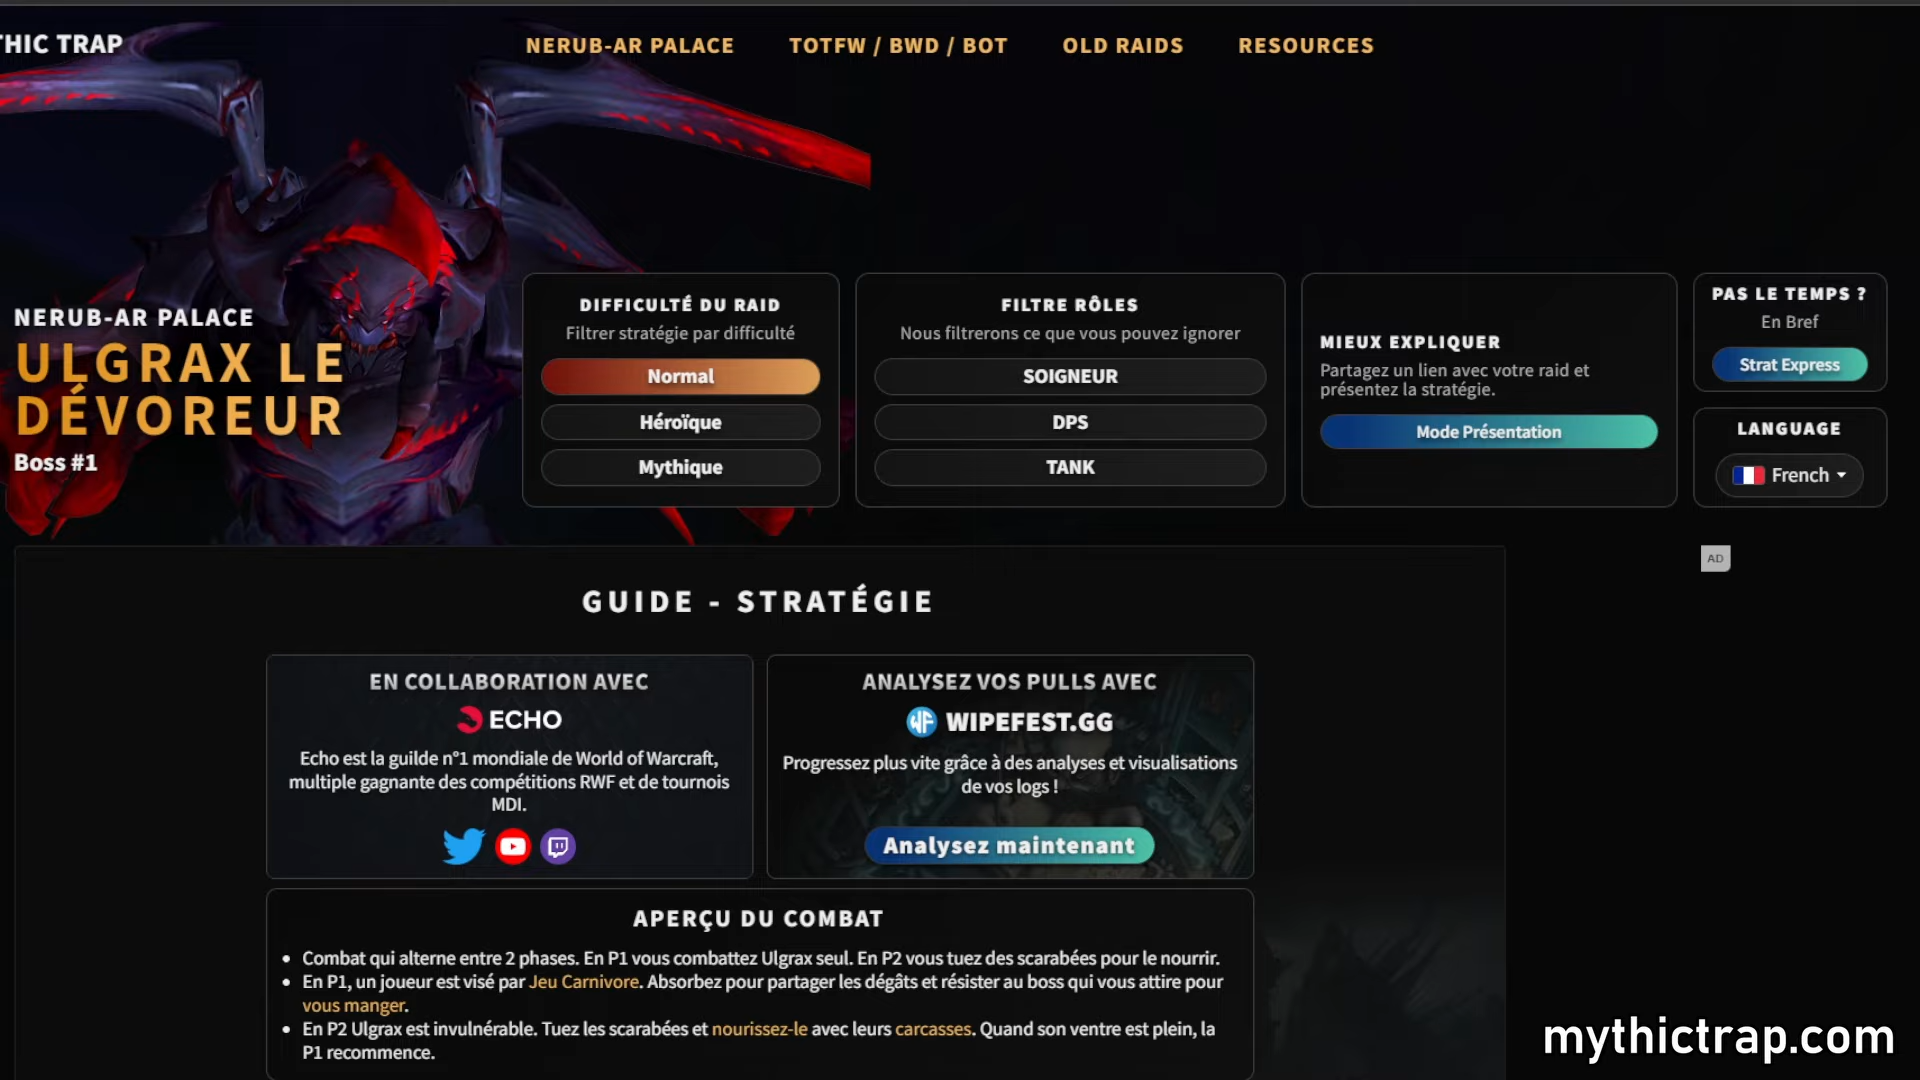 THIC TRAP
NERUB-AR PALACE
TOTFW / BWD / BOT
OLD RAIDS
RESOURCES
NERUB-AR PALACE
ULGRAX LE
DÉVOREUR
Boss #1
DIFFICULTÉ DU RAID
Filtrer stratégie par difficulté
Normal
Héroïque
Mythique
FILTRE RÔLES
Nous filtrerons ce que vous pouvez ignorer
SOIGNEUR
DPS
TANK
MIEUX EXPLIQUER
Partagez un lien avec votre raid et
présentez la stratégie.
Mode Présentation
PAS LE TEMPS ?
En Bref
Strat Express
LANGUAGE
French
AD
GUIDE - STRATÉGIE
EN COLLABORATION AVEC
ECHO
Echo est la guilde n°1 mondiale de World of Warcraft,
multiple gagnante des compétitions RWF et de tournois
MDI.
ANALYSEZ VOS PULLS AVEC
WF WIPEFEST.GG
Progressez plus vite grâce à des analyses et visualisations
de vos logs !
Analysez maintenant
APERÇU DU COMBAT
• Combat qui alterne entre 2 phases. En P1 vous combattez Ulgrax seul. En P2 vous tuez des scarabées pour le nourrir.
• En P1, un joueur est visé par Jeu Carnivore. Absorbez pour partager les dégâts et résister au boss qui vous attire pour
vous manger.
• En P2 Ulgrax est invulnérable. Tuez les scarabées et nourissez-le avec leurs carcasses. Quand son ventre est plein, la
P1 recommence.
mythictrap.com